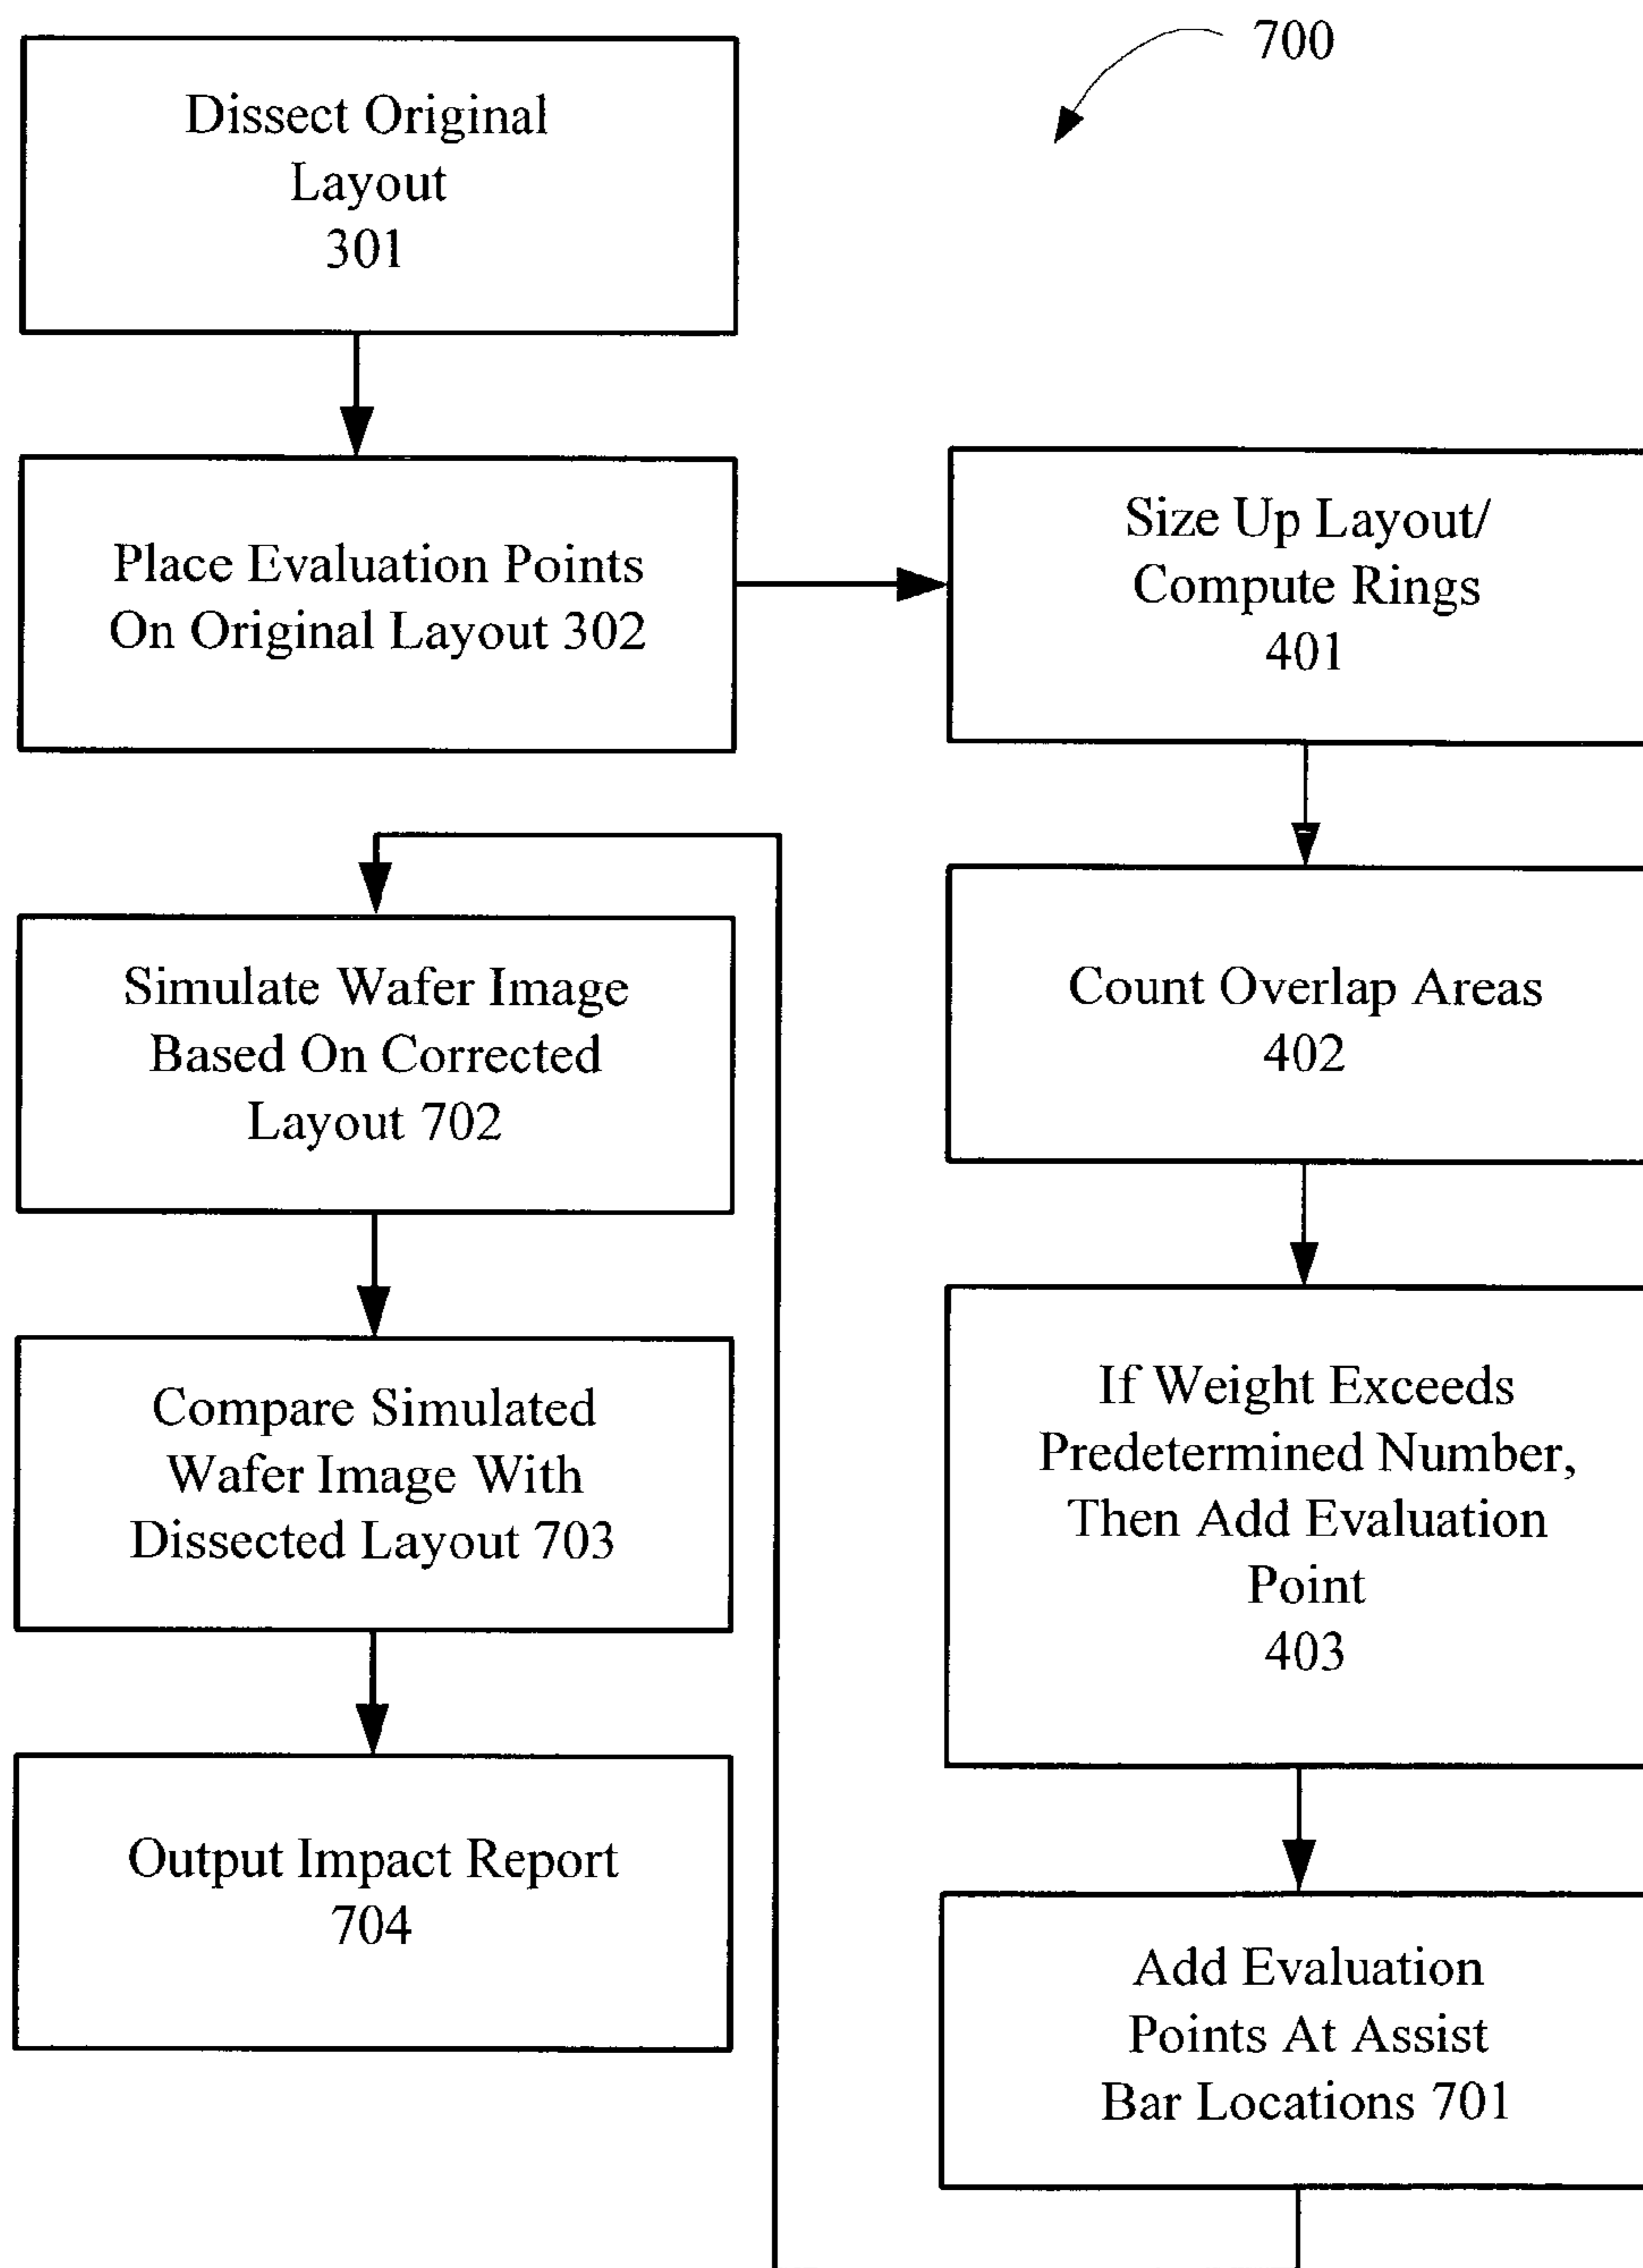 700
Dissect Original
Layout
301
Place Evaluation Points
On Original Layout 302
Size Up Layout/
Compute Rings
401
Count Overlap Areas
402
If Weight Exceeds
Predetermined Number,
Then Add Evaluation
Point
403
Add Evaluation
Points At Assist
Bar Locations 701
Simulate Wafer Image
Based On Corrected
Layout 702
Compare Simulated
Wafer Image With
Dissected Layout 703
Output Impact Report
704